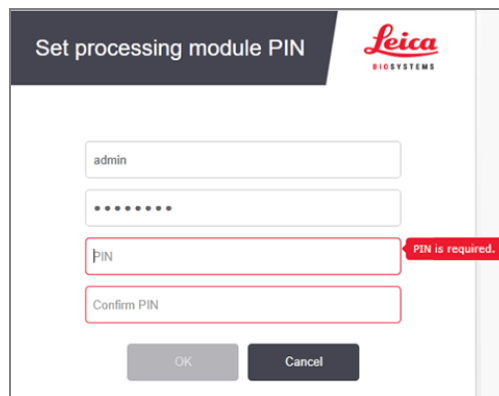 Set processing module PIN
Leica
BIOSYSTEMS
admin
••••••••
PIN
PIN is required.
Confirm PIN
OK
Cancel